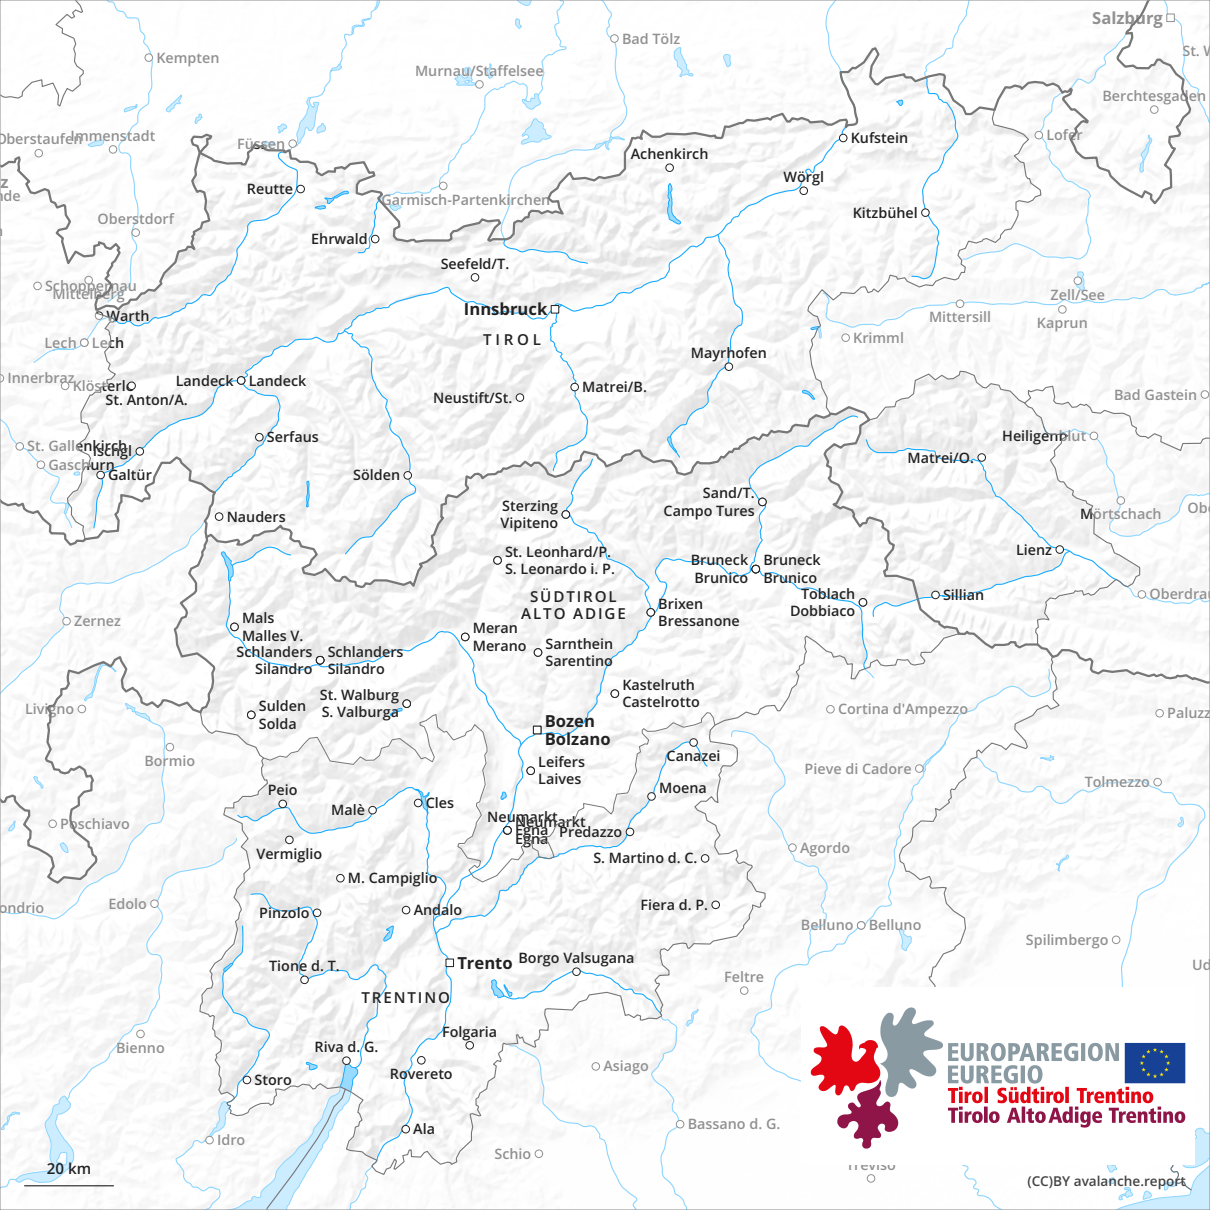 Salzburg
Bad Tölz
Kempten
Murnau/Staffelsee
Berchtesgaden
Oberstaufen
Immenstadt
Füssen
Kufstein
Lofer
Achenkirch
Wörgl
Reutte
Garmisch-Partenkirchen
Kitzbühel
Oberstdorf
Ehrwald
Seefeld/T.
Schoppernau
Mittelberg
Zell/See
Warth
Innsbruck
Mittersill
Kaprun
TIROL
Krimml
Lech
Lech
Mayrhofen
Innerbraz
Landeck
Landeck
Matrei/B.
Klösterle
St. Anton/A.
Neustift/St.
Bad Gastein
Serfaus
Heiligenblut
St. Gallenkirch
Ischgl
Matrei/O.
Gaschurn
Galtür
Sölden
Sand/T.
Campo Tures
Sterzing
Vipiteno
Nauders
Mörtschach
St. Leonhard/P.
S. Leonardo i. P.
Lienz
Bruneck
Brunico
Bruneck
Brunico
SÜDTIROL
ALTO ADIGE
Toblach
Dobbiaco
Sillian
Oberdrau
Brixen
Bressanone
Zernez
Mals
Malles V.
Meran
Merano
Schlanders
Silandro
Schlanders
Silandro
Sarnthein
Sarentino
Kastelruth
Castelrotto
St. Walburg
S. Valburga
Sulden
Solda
Livigno
Cortina d'Ampezzo
Paluzz
Bozen
Bolzano
Bormio
Canazei
Leifers
Laives
Pieve di Cadore
Tolmezzo
Peio
Moena
Malè
Cles
Poschiavo
Neumarkt
Egna
Neumarkt
Egna
Predazzo
Vermiglio
Agordo
S. Martino d. C.
M. Campiglio
Edolo
ondrio
Pinzolo
Andalo
Fiera d. P.
Belluno
Belluno
Spilimbergo
Trento
Borgo Valsugana
Tione d. T.
Feltre
TRENTINO
Folgaria
Bienno
Riva d. G.
Rovereto
Asiago
Storo
EUROPAREGION
EUREGIO
Tirol Südtirol Trentino
Tirolo Alto Adige Trentino
Ala
Idro
Bassano d. G.
Schio
Treviso
20 km
(CC)BY avalanche.report